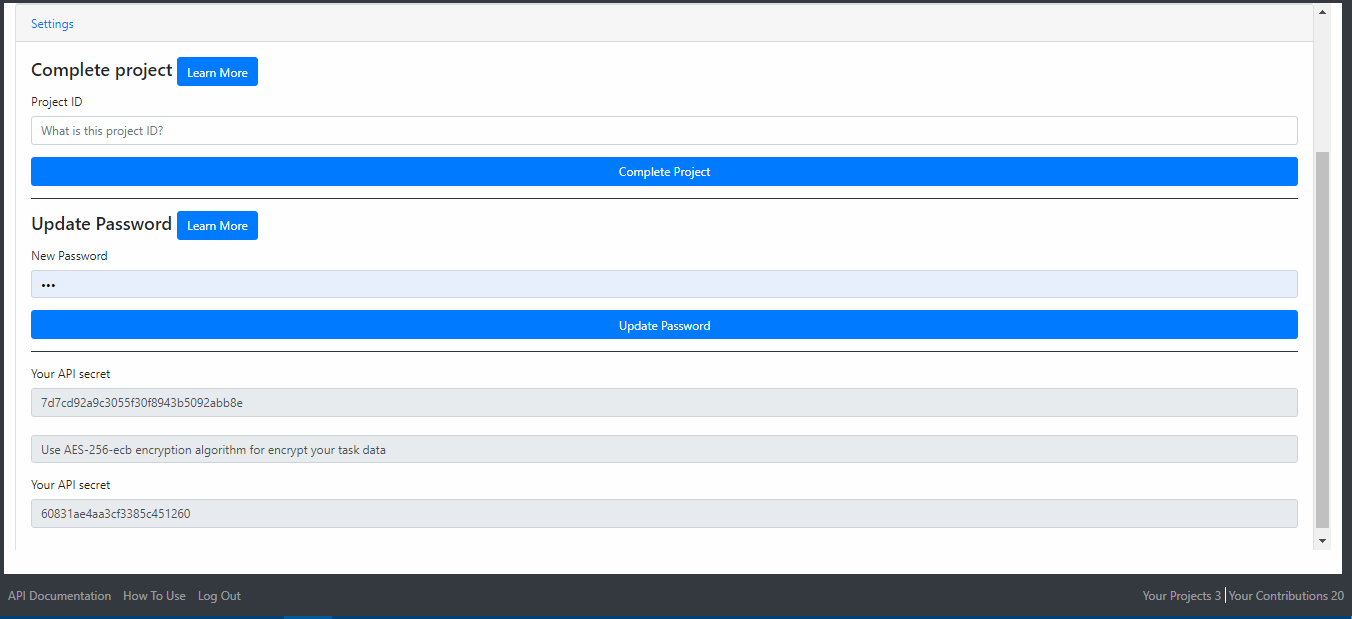 Settings
Complete project Learn More
Project ID
What is this project ID?
Complete Project
Update Password Learn More
New Password
•••
Update Password
Your API secret
7d7cd92a9c3055f30f8943b5092abb8e
Use AES-256-ecb encryption algorithm for encrypt your task data
Your API secret
60831ae4aa3cf3385c451260
API Documentation How To Use Log Out Your Projects 3 Your Contributions 20